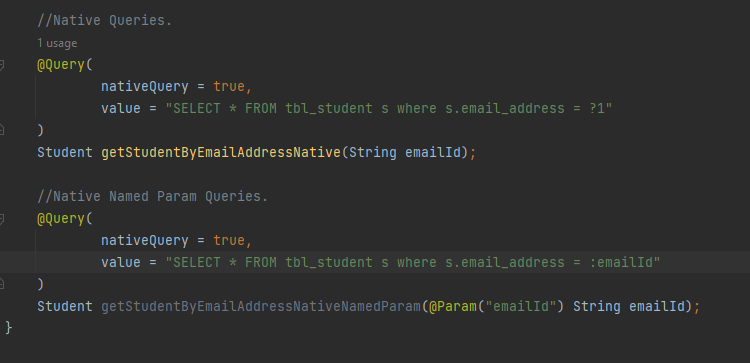 //Native Queries.
1 usage
@Query(
nativeQuery = true,
value = "SELECT * FROM tbl_student s where s.email_address = ?1"
)
Student getStudentByEmailAddressNative(String emailId);
//Native Named Param Queries.
@Query(
nativeQuery = true,
value = "SELECT * FROM tbl_student s where s.email_address = :emailId"
)
Student getStudentByEmailAddressNativeNamedParam(@Param("emailId") String emailId);
}